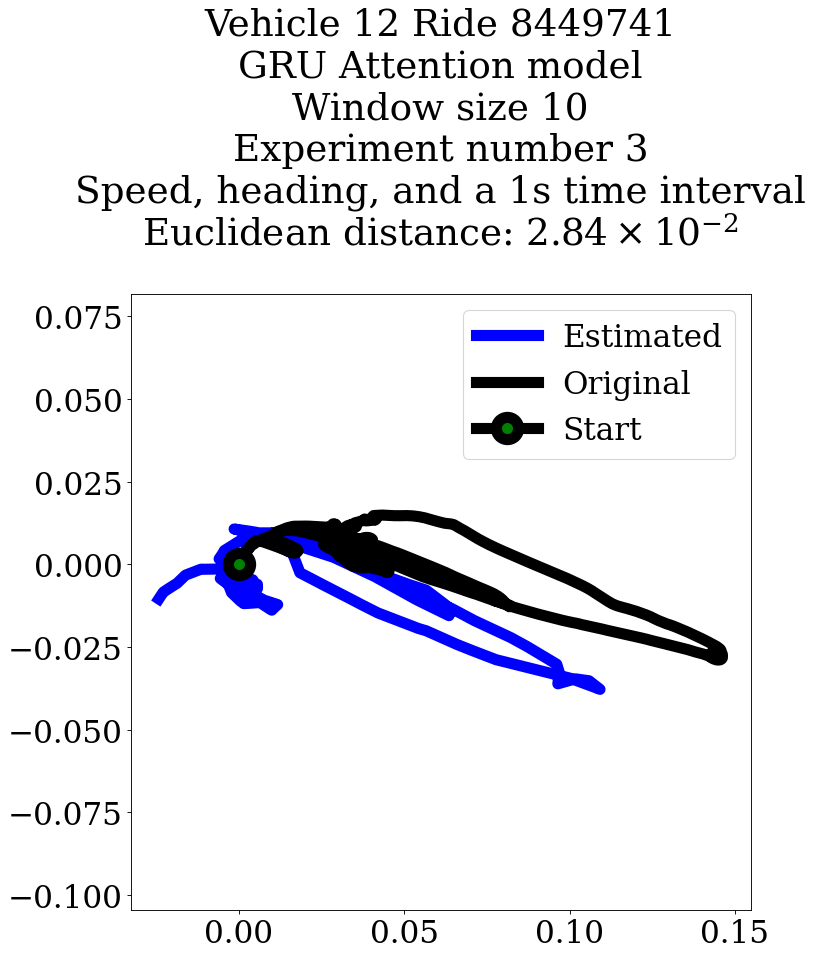 Vehicle 12 Ride 8449741
GRU Attention model
Window size 10
Experiment number 3
Speed, heading, and a 1s time interval
Euclidean distance: 2.84 × 10⁻²
0.075
0.050
0.025
0.000
−0.025
−0.050
−0.075
−0.100
Estimated
Original
Start
0.00
0.05
0.10
0.15